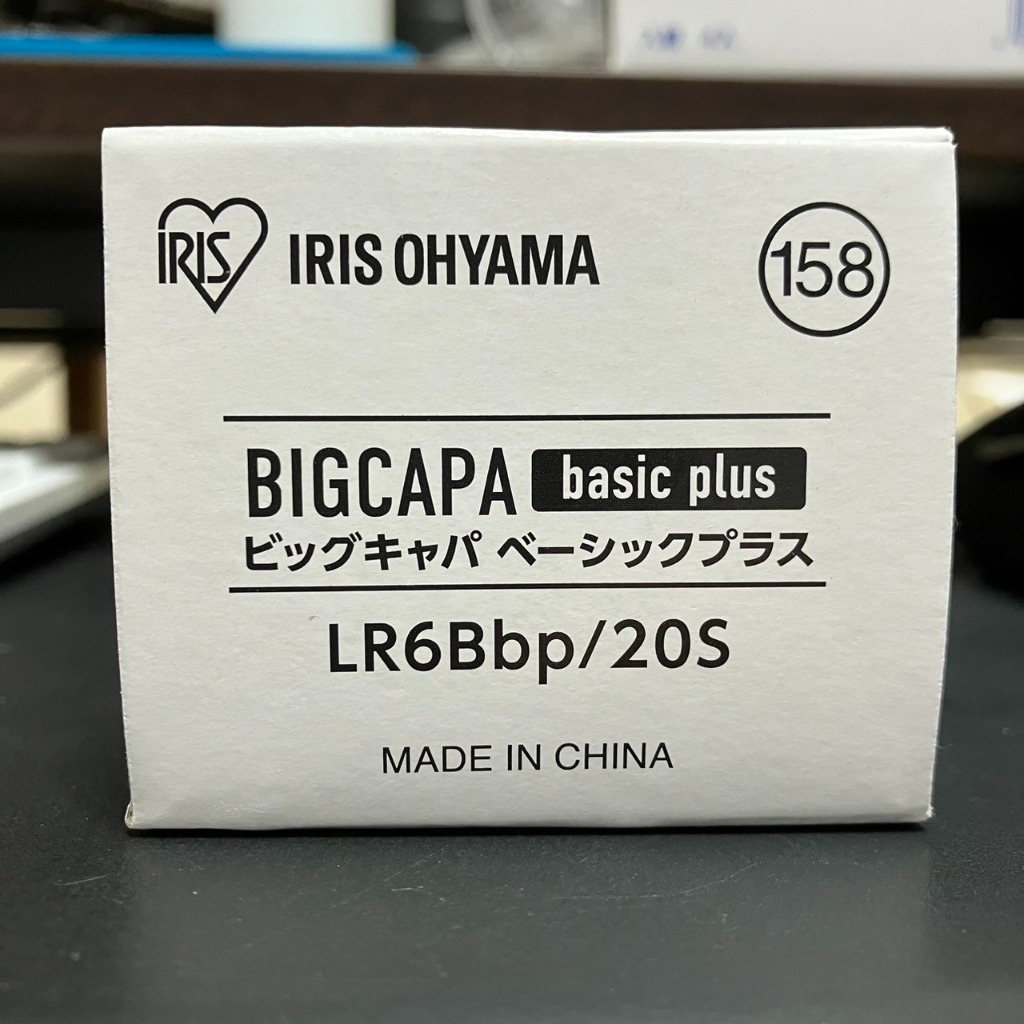 IRIS IRIS OHYAMA 158
BIGCAPA basic plus
ビッグキャパ ベーシックプラス
LR6Bbp/20S
MADE IN CHINA